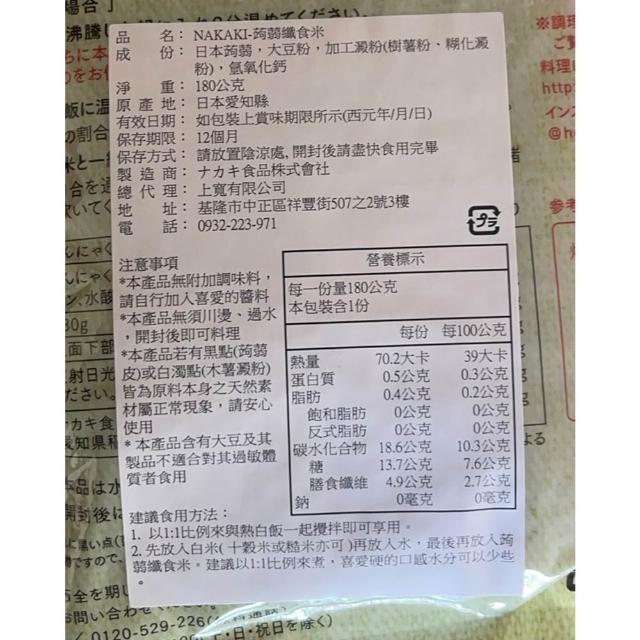 品　名：NAKAKI-蒟蒻纖食米
成　份：日本蒟蒻，大豆粉，加工澱粉(樹薯粉、糊化澱
粉)，氫氧化鈣
淨　重：180公克
原 產 地：日本愛知縣
有效日期：如包裝上賞味期限所示(西元年/月/日)
保存期限：12個月
保存方式：請放置陰涼處,開封後請盡快食用完畢
製 造 商：ナカキ食品株式會社
總 代 理：上寬有限公司
地　址：基隆市中正區祥豐街507之2號3樓
電　話：0932-223-971
プラ
注意事項
*本產品無附加調味料，
請自行加入喜愛的醬料
*本產品無須川燙、過水
，開封後即可料理
*本產品若有黑點(蒟蒻
皮)或白濁點(木薯澱粉)
皆為原料本身之天然素
材屬正常現象，請安心
使用
* 本產品含有大豆及其
製品不適合對其過敏體
質者食用
營養標示
每一份量180公克
本包裝含1份
每份 每100公克
熱量 70.2大卡 39大卡
蛋白質 0.5公克 0.3公克
脂肪 0.4公克 0.2公克
飽和脂肪 0公克 0公克
反式脂肪 0公克 0公克
碳水化合物 18.6公克 10.3公克
糖 13.7公克 7.6公克
膳食纖維 4.9公克 2.7公克
鈉 0毫克 0毫克
建議食用方法：
1. 以1:1比例來與熱白飯一起攪拌即可享用。
2. 先放入白米( 十穀米或糙米亦可 )再放入水，最後再放入蒟
蒻纖食米。建議以1:1比例來煮，喜愛硬的口感水分可以少些
。
0120-529-226
日・祝日を除く)